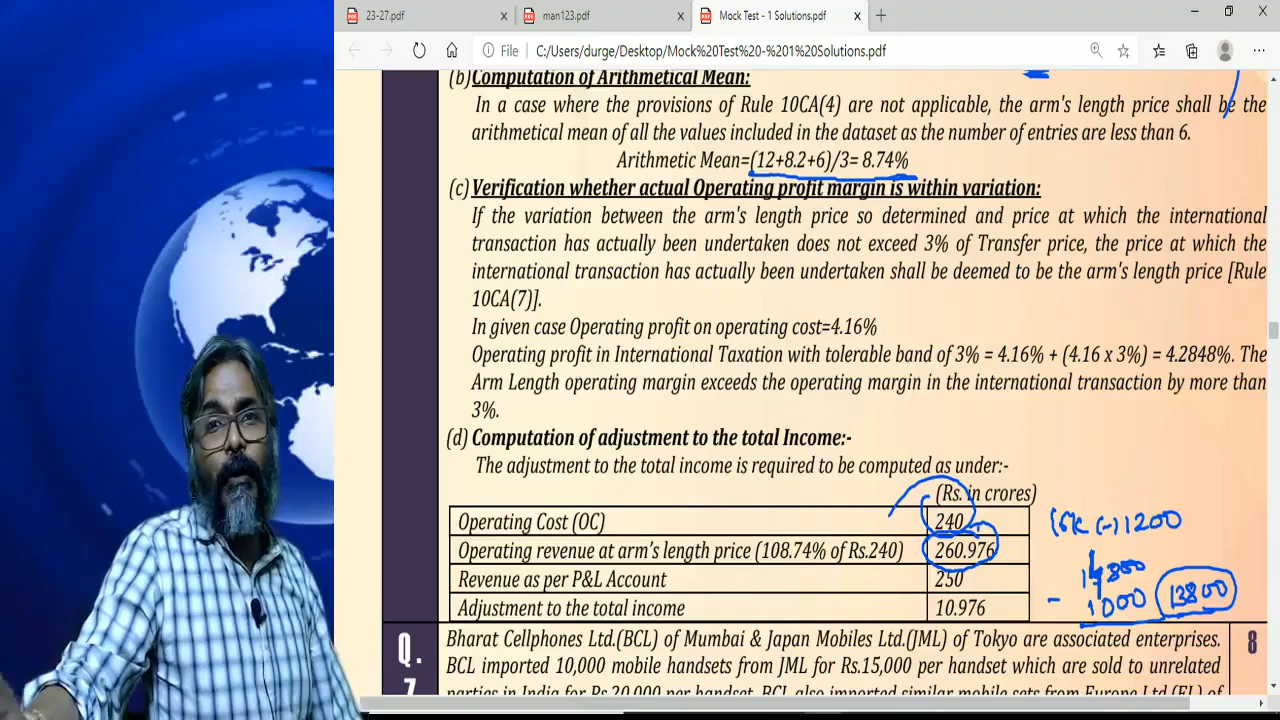 23-27.pdf
man123.pdf
Mock Test - 1 Solutions.pdf
File
C:/Users/durge/Desktop/Mock%20Test%20-%201%20Solutions.pdf
(b) Computation of Arithmetical Mean:
In a case where the provisions of Rule 10CA(4) are not applicable, the arm's length price shall be the
arithmetical mean of all the values included in the dataset as the number of entries are less than 6.
Arithmetic Mean=(12+8.2+6)/3= 8.74%
(c) Verification whether actual Operating profit margin is within variation:
If the variation between the arm's length price so determined and price at which the international
transaction has actually been undertaken does not exceed 3% of Transfer price, the price at which the
international transaction has actually been undertaken shall be deemed to be the arm's length price [Rule
10CA(7)].
In given case Operating profit on operating cost=4.16%
Operating profit in International Taxation with tolerable band of 3% = 4.16% + (4.16 x 3%) = 4.2848%. The
Arm Length operating margin exceeds the operating margin in the international transaction by more than
3%.
(d) Computation of adjustment to the total Income:-
The adjustment to the total income is required to be computed as under:-
(Rs. in crores)
Operating Cost (OC) 240
Operating revenue at arm's length price (108.74% of Rs.240) 260.976
Revenue as per P&L Account 250
Adjustment to the total income 10.976
(-) 1200
14800
- 1000 13800
Q.
7
Bharat Cellphones Ltd.(BCL) of Mumbai & Japan Mobiles Ltd.(JML) of Tokyo are associated enterprises. 8
BCL imported 10,000 mobile handsets from JML for Rs.15,000 per handset which are sold to unrelated
parties in India for Rs.20,000 per handset. BCL also imported similar mobile sets from Europe Ltd.(EL) of